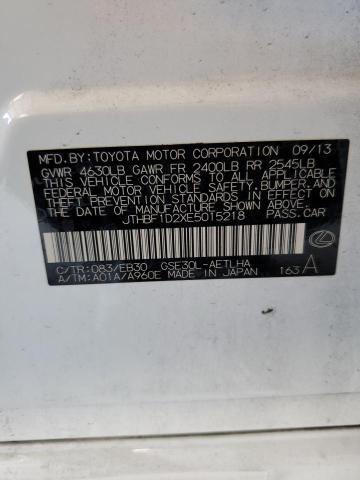 MFD.BY:TOYOTA MOTOR CORPORATION 09/13
GVWR 4630LB GAWR FR 2400LB RR 2545LB
THIS VEHICLE CONFORMS TO ALL APPLICABLE
FEDERAL MOTOR VEHICLE SAFETY, BUMPER, AND
THEFT PREVENTION STANDARDS IN EFFECT ON
THE DATE OF MANUFACTURE SHOWN ABOVE.
JTHBF1D2XE5015218 PASS.CAR
C/TR:083/EB30 GSE30L-AETLHA
A/TM:A01A/A960E MADE IN JAPAN 163 A